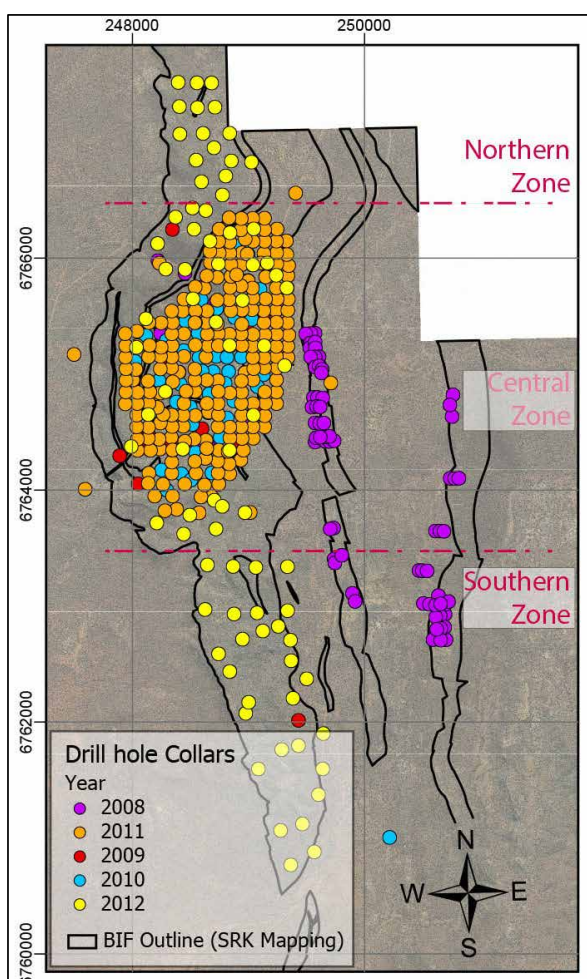 248000
250000
Northern
Zone
6766000
Central
Zone
6764000
Southern
Zone
6762000
Drill hole Collars
Year
2008
2011
2009
2010
2012
BIF Outline (SRK Mapping)
N
W
E
S
6760000